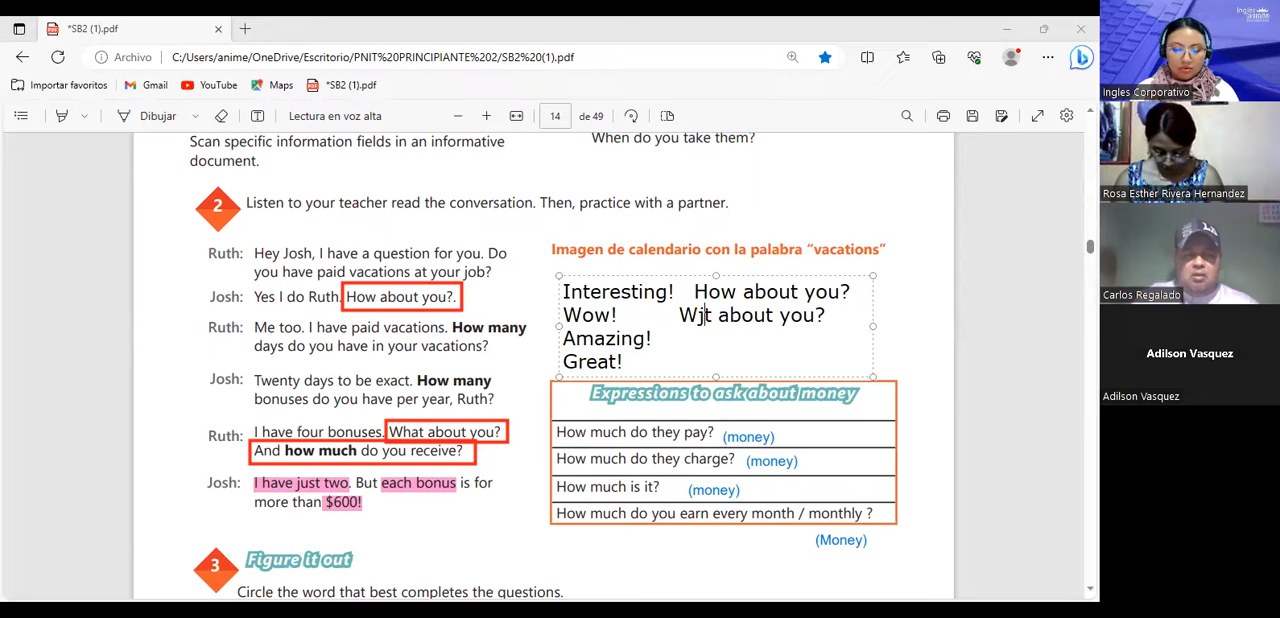 *SB2 (1).pdf
Archivo
C:/Users/anime/OneDrive/Escritorio/PNIT%20PRINCIPIANTE%202/SB2%20(1).pdf
Importar favoritos
Gmail
YouTube
Maps
*SB2 (1).pdf
Dibujar
Lectura en voz alta
14
de 49
Scan specific information fields in an informative
document.
When do you take them?
2
Listen to your teacher read the conversation. Then, practice with a partner.
Ruth: Hey Josh, I have a question for you. Do
you have paid vacations at your job?
Josh: Yes I do Ruth. How about you?.
Ruth: Me too. I have paid vacations. How many
days do you have in your vacations?
Josh: Twenty days to be exact. How many
bonuses do you have per year, Ruth?
Ruth: I have four bonuses. What about you?
And how much do you receive?
Josh: I have just two. But each bonus is for
more than $600!
Imagen de calendario con la palabra “vacations”
Interesting! How about you?
Wow! Wjt about you?
Amazing!
Great!
Expressions to ask about money
How much do they pay? (money)
How much do they charge? (money)
How much is it? (money)
How much do you earn every month / monthly ?
(Money)
3
Figure it out
Circle the word that best completes the questions.
Ingles Corporativo
Rosa Esther Rivera Hernandez
Carlos Regalado
Adilson Vasquez
Adilson Vasquez